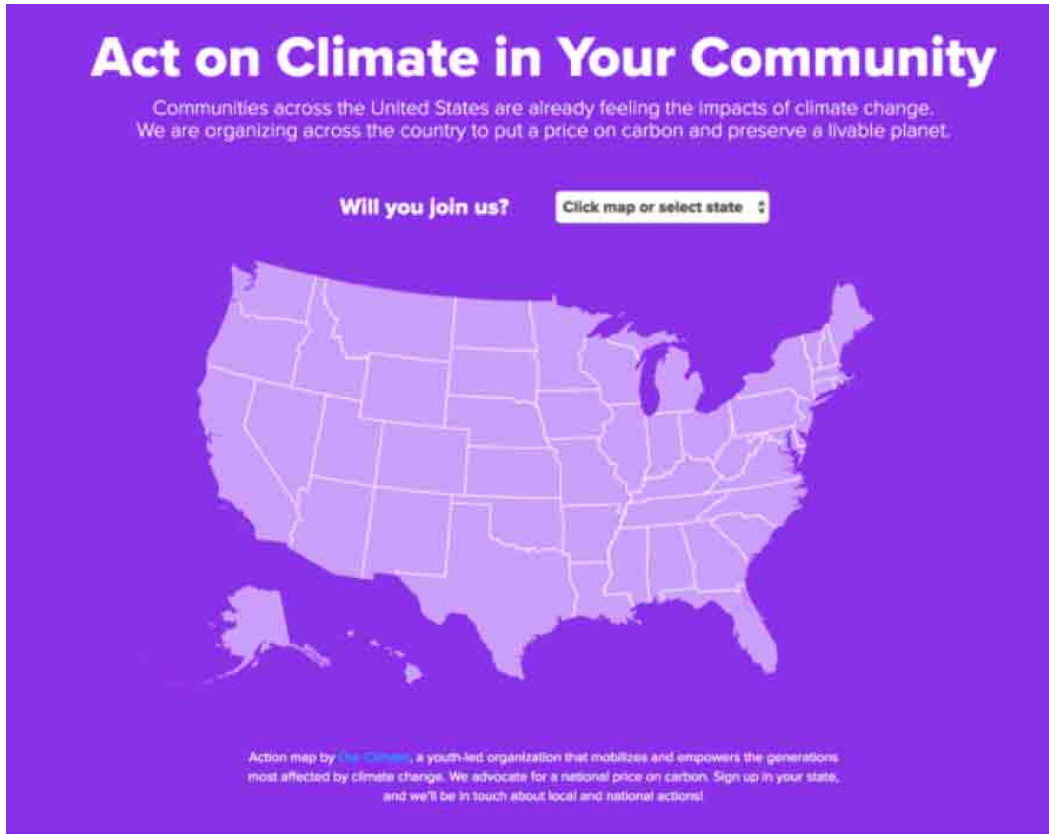 Act on Climate in Your Community
Communities across the United States are already feeling the impacts of climate change.
We are organizing across the country to put a price on carbon and preserve a livable planet.
Will you join us?
Click map or select state
Action map by Our Climate, a youth-led organization that mobilizes and empowers the generations
most affected by climate change. We advocate for a national price on carbon. Sign up in your state,
and we'll be in touch about local and national actions!